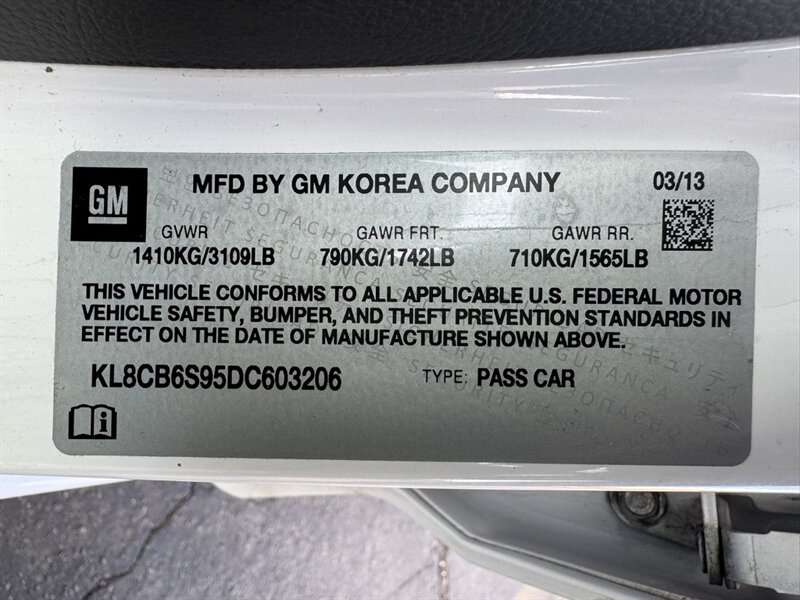 GM
MFD BY GM KOREA COMPANY 03/13
GVWR GAWR FRT. GAWR RR.
1410KG/3109LB 790KG/1742LB 710KG/1565LB
THIS VEHICLE CONFORMS TO ALL APPLICABLE U.S. FEDERAL MOTOR
VEHICLE SAFETY, BUMPER, AND THEFT PREVENTION STANDARDS IN
EFFECT ON THE DATE OF MANUFACTURE SHOWN ABOVE.
KL8CB6S95DC603206 TYPE: PASS CAR